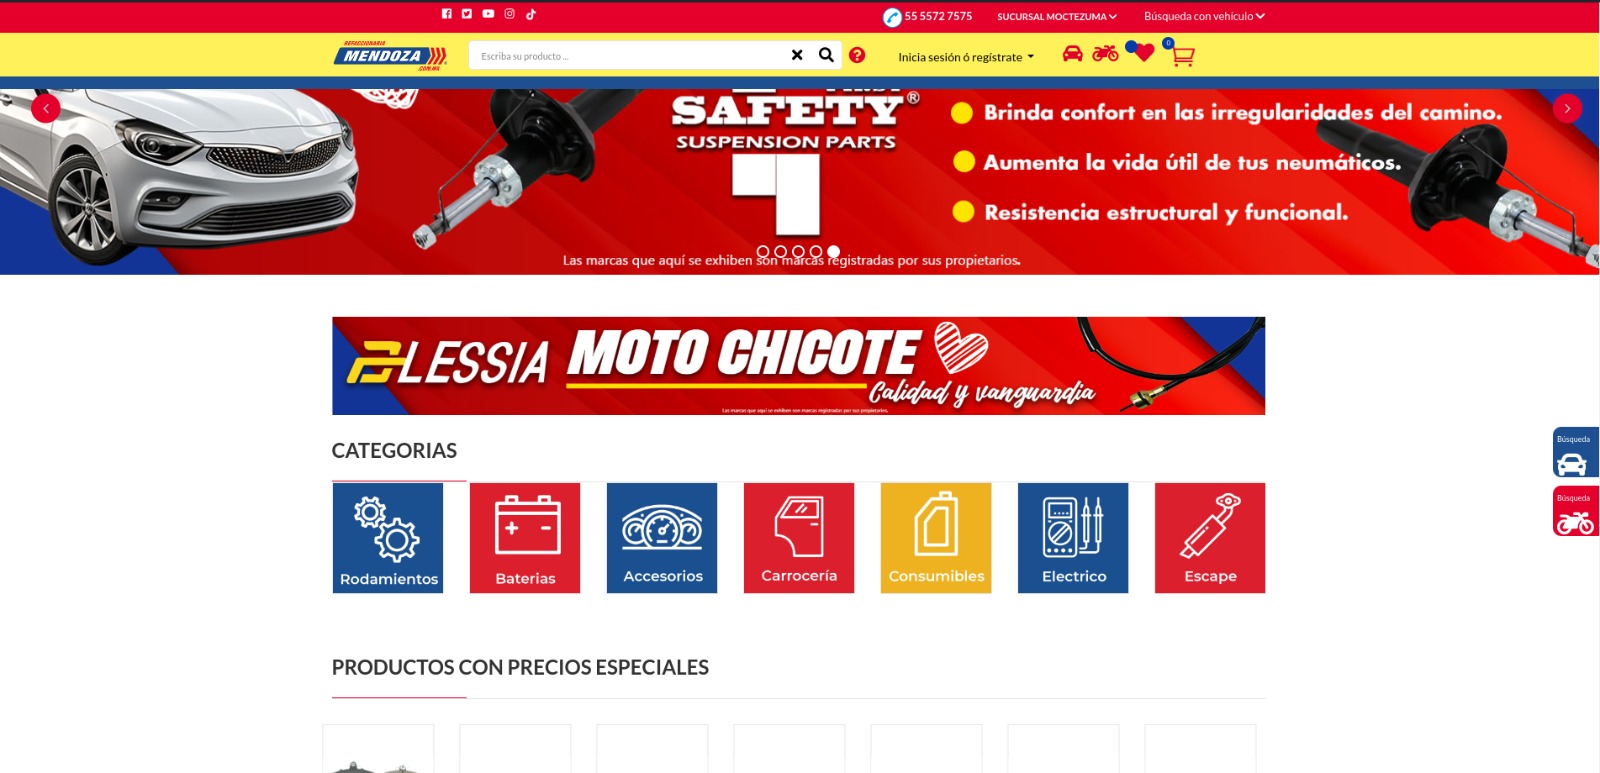 55 5572 7575
SUCURSAL MOCTEZUMA
Búsqueda con vehículo
REFACCIONARIA
MENDOZA
.COM.MX
Escriba su producto ...
Inicia sesión ó regístrate
0
FIRST
SAFETY®
SUSPENSION PARTS
Brinda confort en las irregularidades del camino.
Aumenta la vida útil de tus neumáticos.
Resistencia estructural y funcional.
Las marcas que aquí se exhiben son marcas registradas por sus propietarios.
BLESSIA
MOTO CHICOTE
Calidad y vanguardia
Las marcas que aquí se exhiben son marcas registradas por sus propietarios.
CATEGORIAS
Rodamientos
Baterias
Accesorios
Carrocería
Consumibles
Electrico
Escape
Búsqueda
Búsqueda
PRODUCTOS CON PRECIOS ESPECIALES